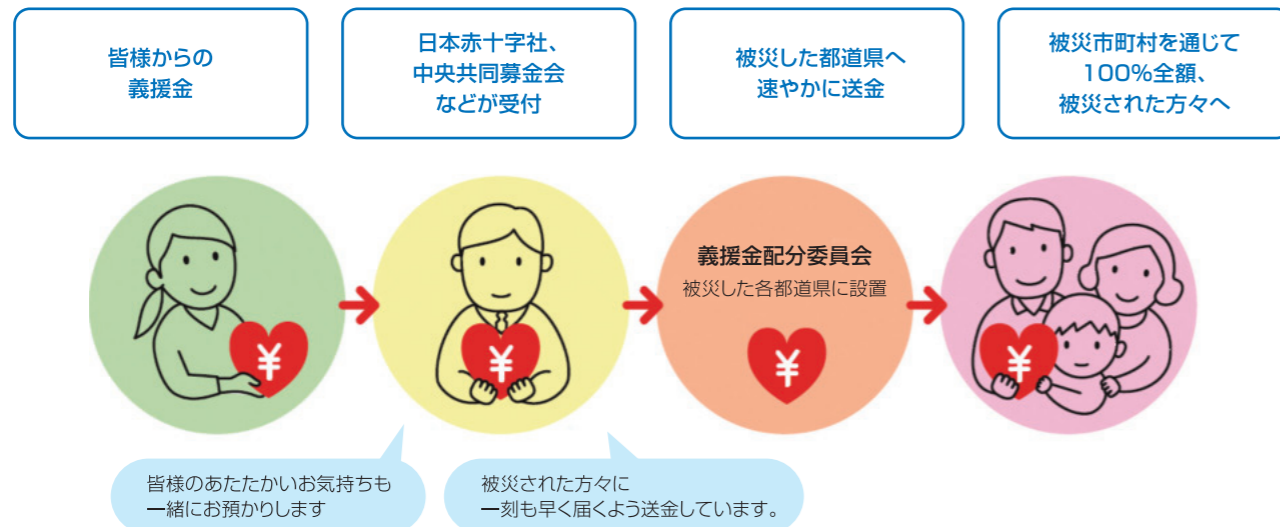 皆様からの
義援金
日本赤十字社、
中央共同募金会
などが受付
被災した都道県へ
速やかに送金
被災市町村を通じて
100%全額、
被災された方々へ
¥
¥
義援金配分委員会
被災した各都道県に設置
¥
¥
皆様のあたたかいお気持ちも
一緒にお預かりします
被災された方々に
一刻も早く届くよう送金しています。